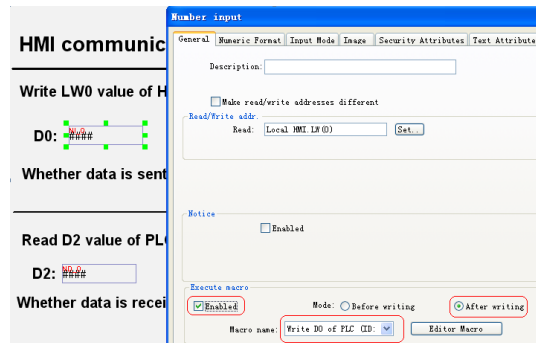 HMI communic
Write LW0 value of H
D0:
####
Whether data is sent
Read D2 value of PL
D2:
####
Whether data is recei
Number input
General Numeric Format Input Mode Image Security Attributes Text Attribute
Description:
Make read/write addresses different
Read/Write addr.
Read: Local HMI.LW(0) Set..
Notice
Enabled
Execute macro
Enabled Mode: Before writing After writing
Macro name: Write D0 of PLC (ID: Editor Macro